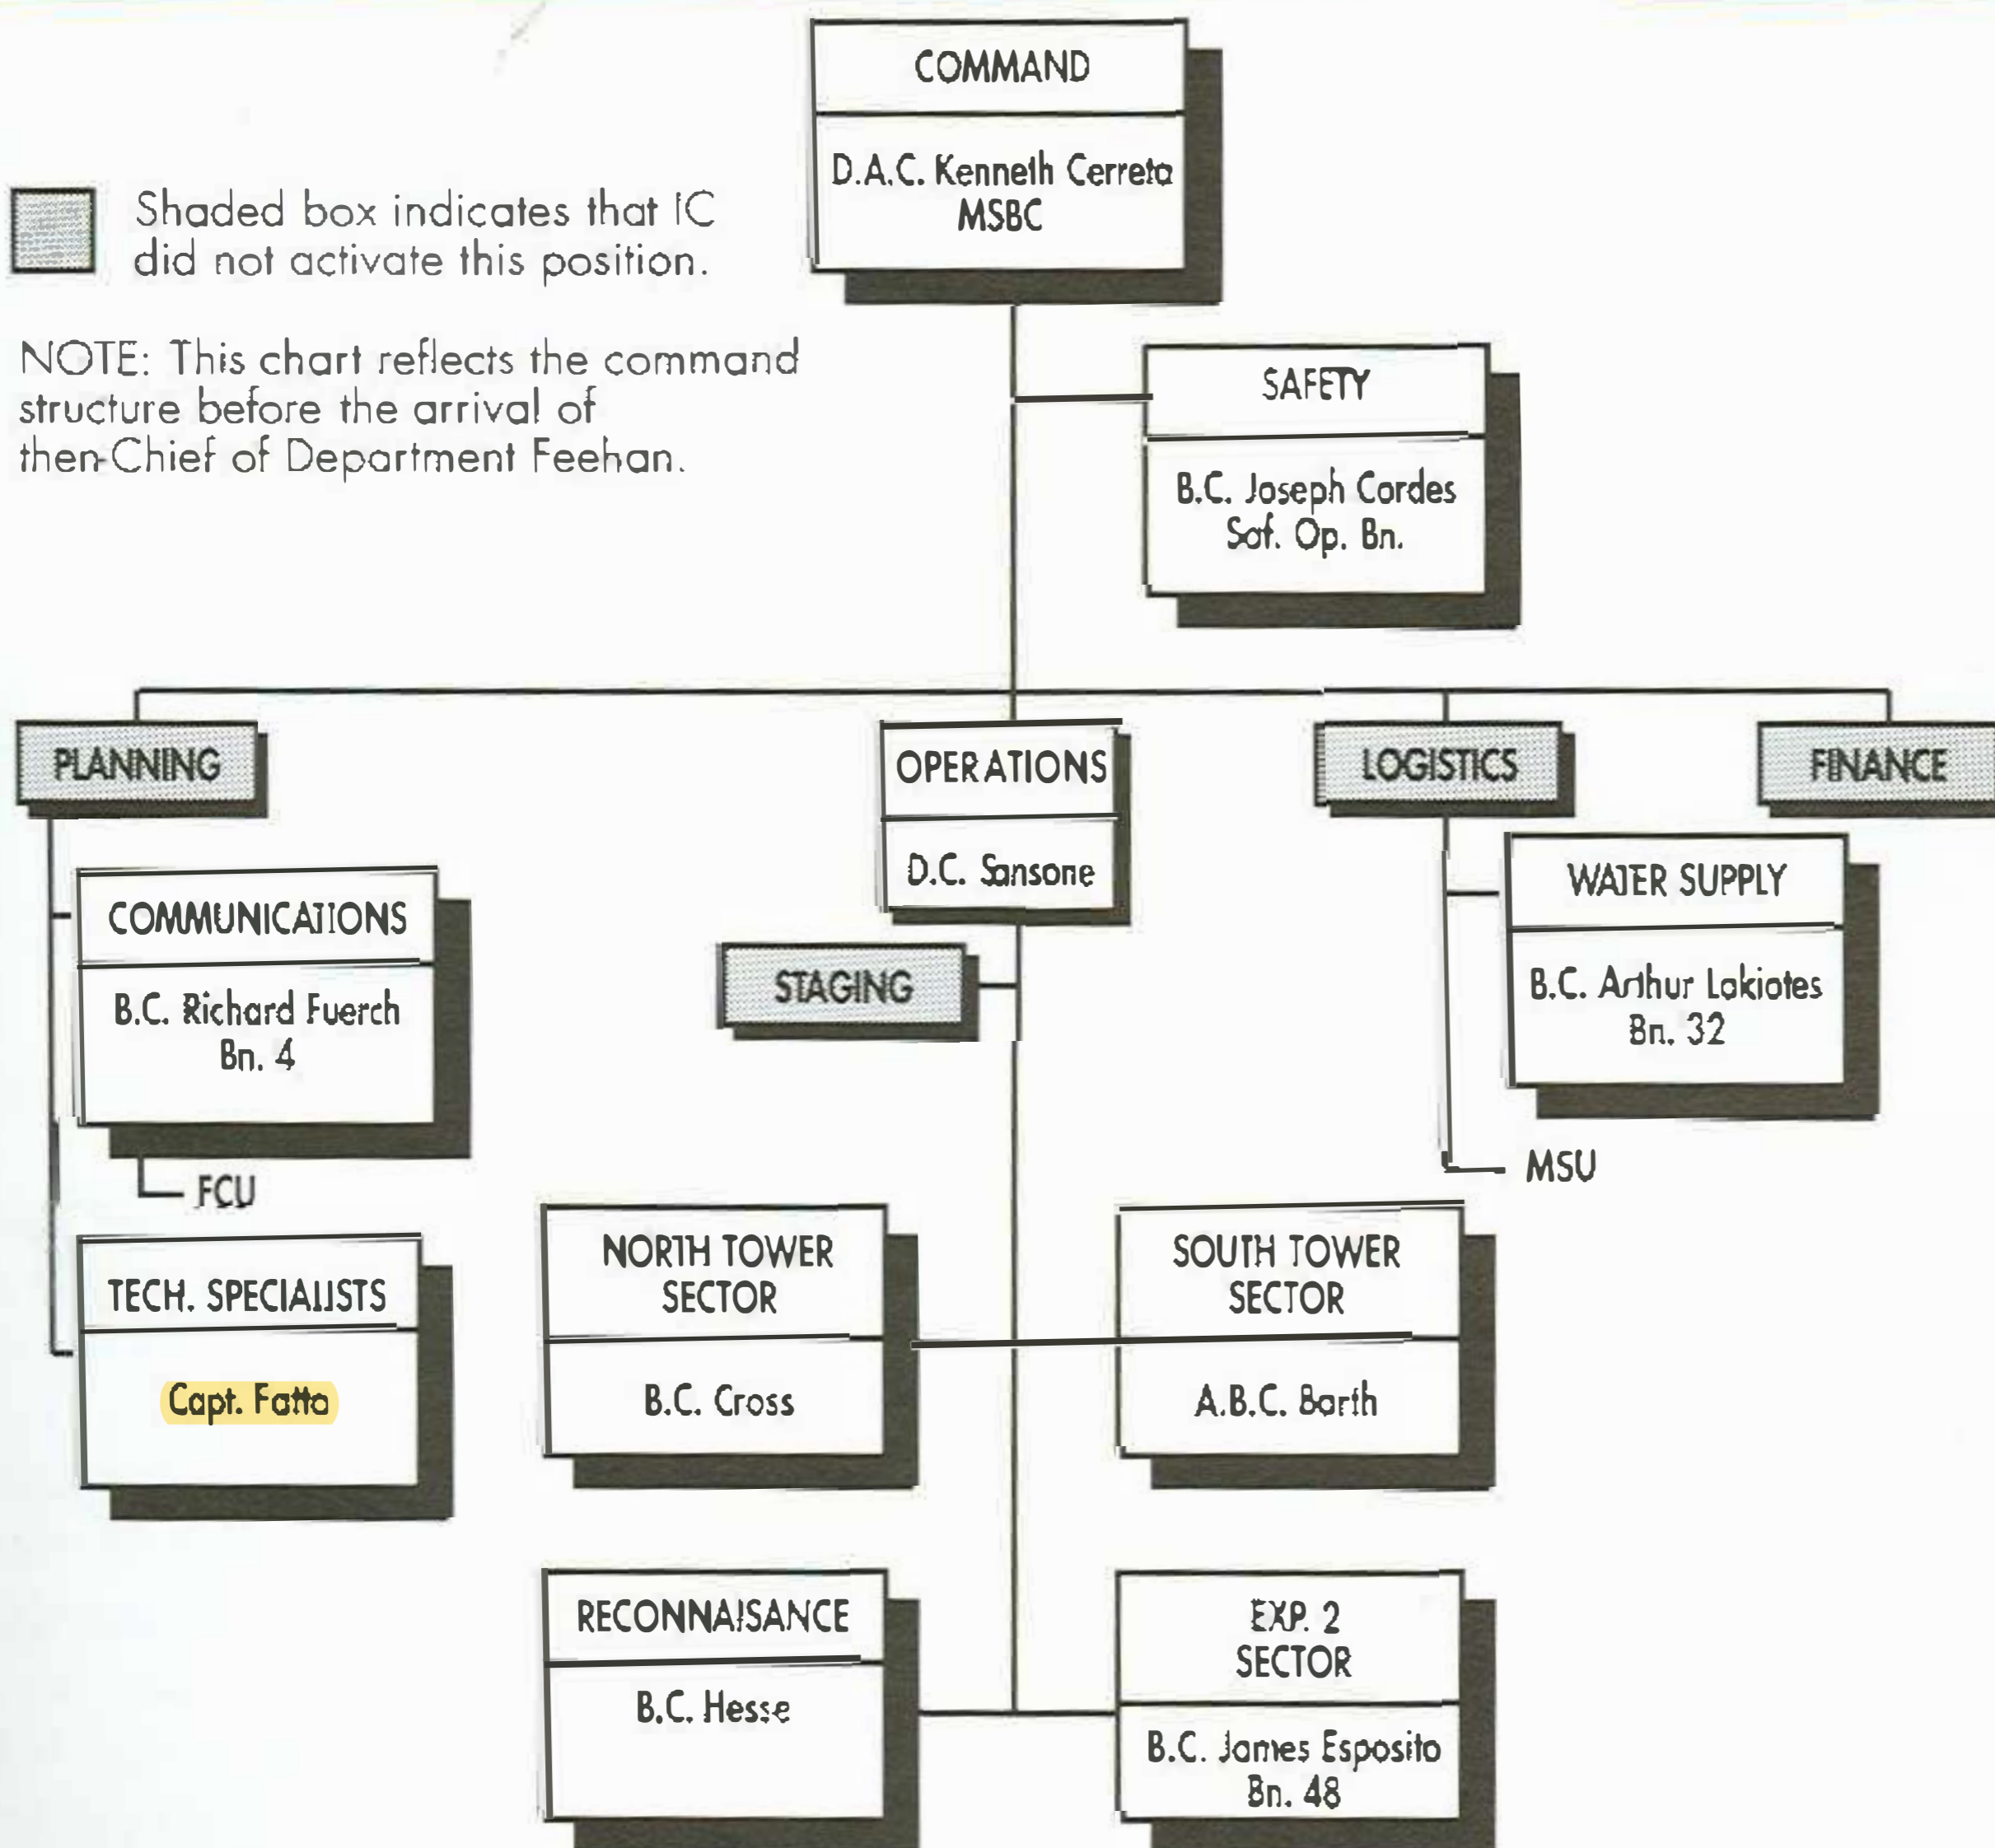 COMMAND
D.A.C. Kenneth Cerreta
MSBC
Shaded box indicates that IC
did not activate this position.
NOTE: This chart reflects the command
structure before the arrival of
then-Chief of Department Feehan.
SAFETY
B.C. Joseph Cordes
Saf. Op. Bn.
PLANNING
OPERATIONS
D.C. Sansone
LOGISTICS
FINANCE
COMMUNICATIONS
B.C. Richard Fuerch
Bn. 4
FCU
STAGING
WATER SUPPLY
B.C. Arthur Lakiotes
Bn. 32
MSU
TECH. SPECIALISTS
Capt. Fatta
NORTH TOWER
SECTOR
B.C. Cross
SOUTH TOWER
SECTOR
A.B.C. Barth
RECONNAISANCE
B.C. Hesse
EXP. 2
SECTOR
B.C. James Esposito
Bn. 48